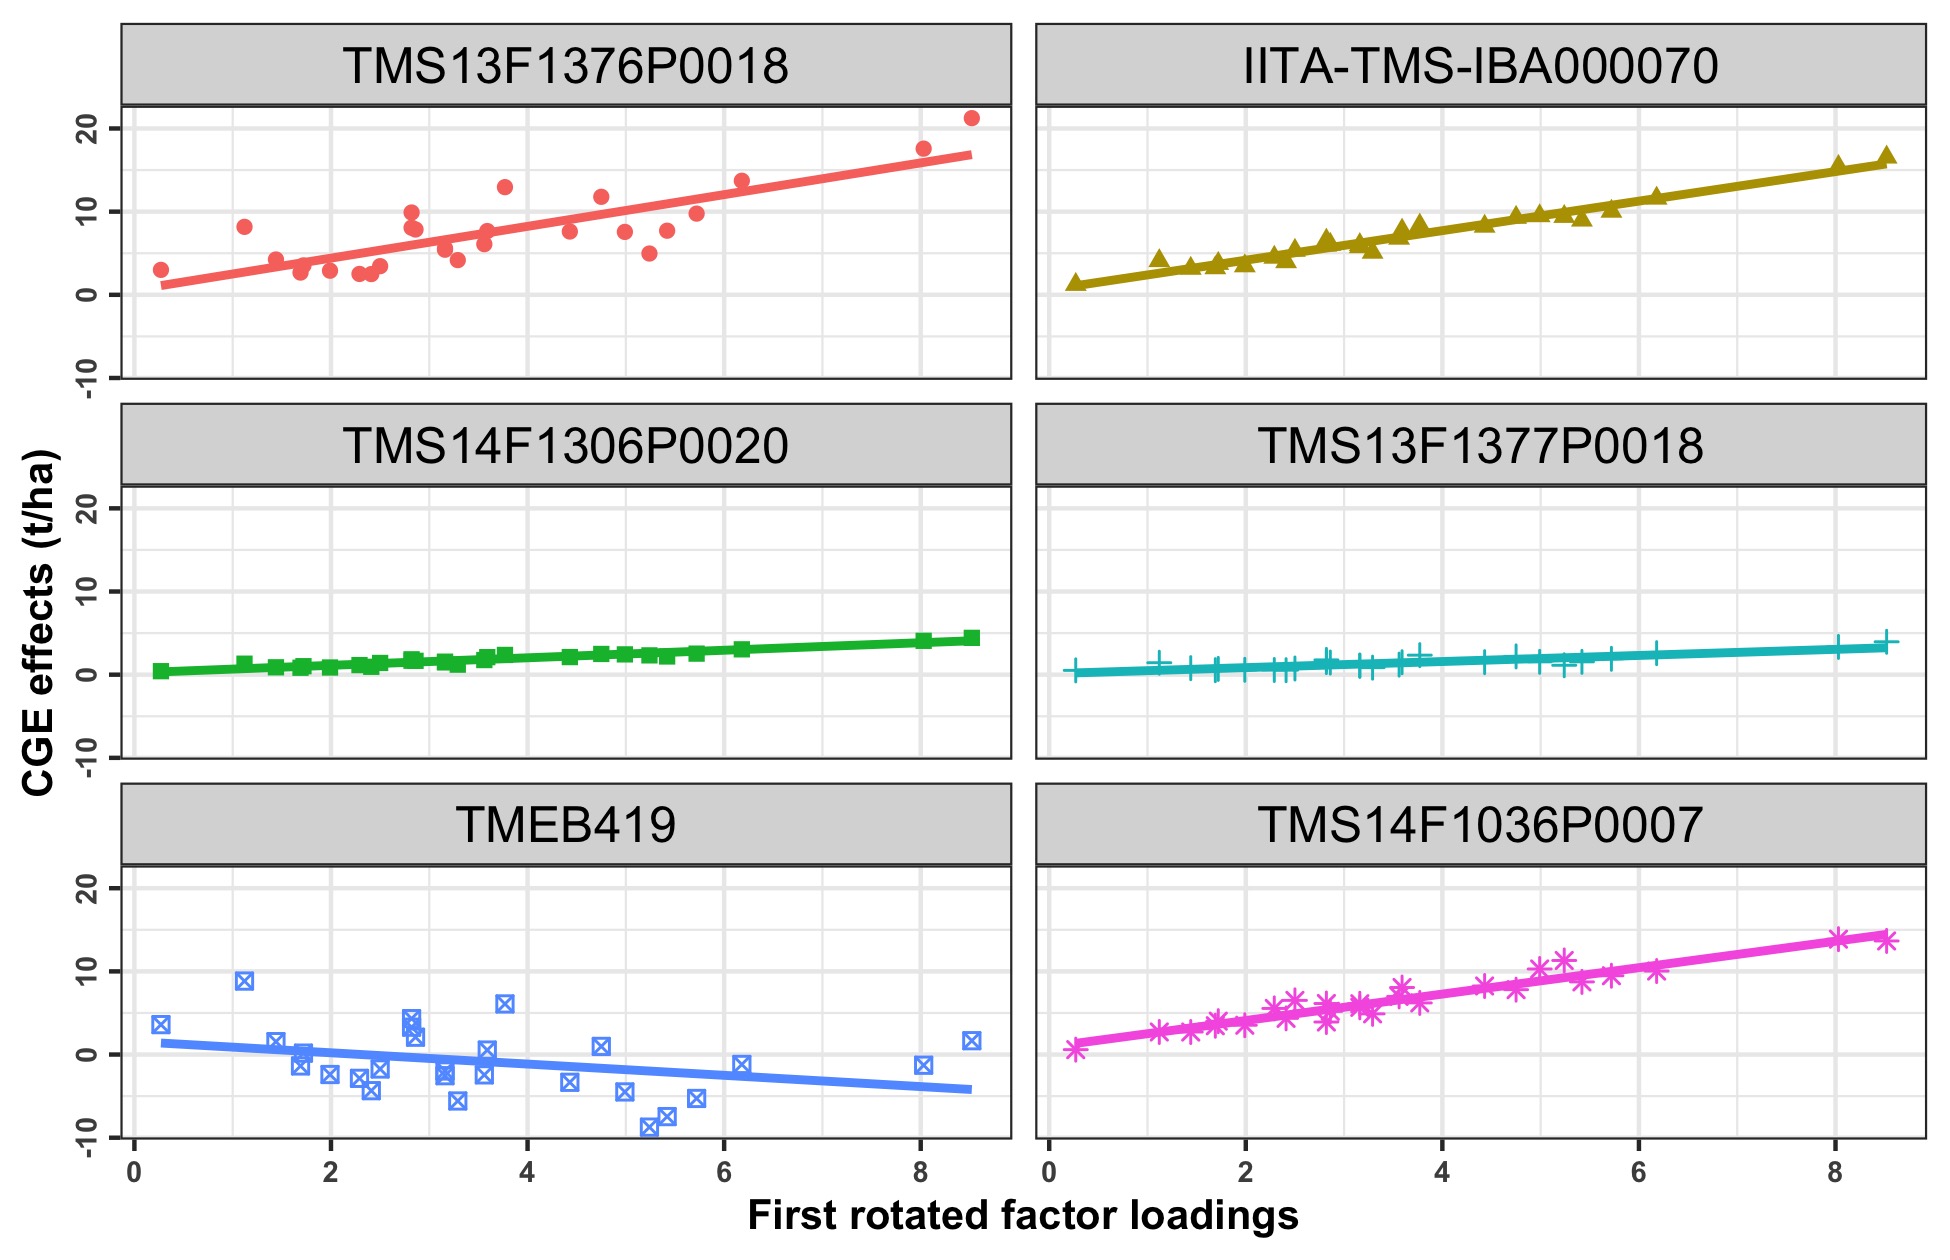 TMS13F1376P0018 IITA-TMS-IBA000070
20
10
0
-10
TMS14F1306P0020 TMS13F1377P0018
20
10
0
-10
TMEB419 TMS14F1036P0007
20
10
0
-10
0 2 4 6 8 0 2 4 6 8
CGE effects (t/ha)
First rotated factor loadings